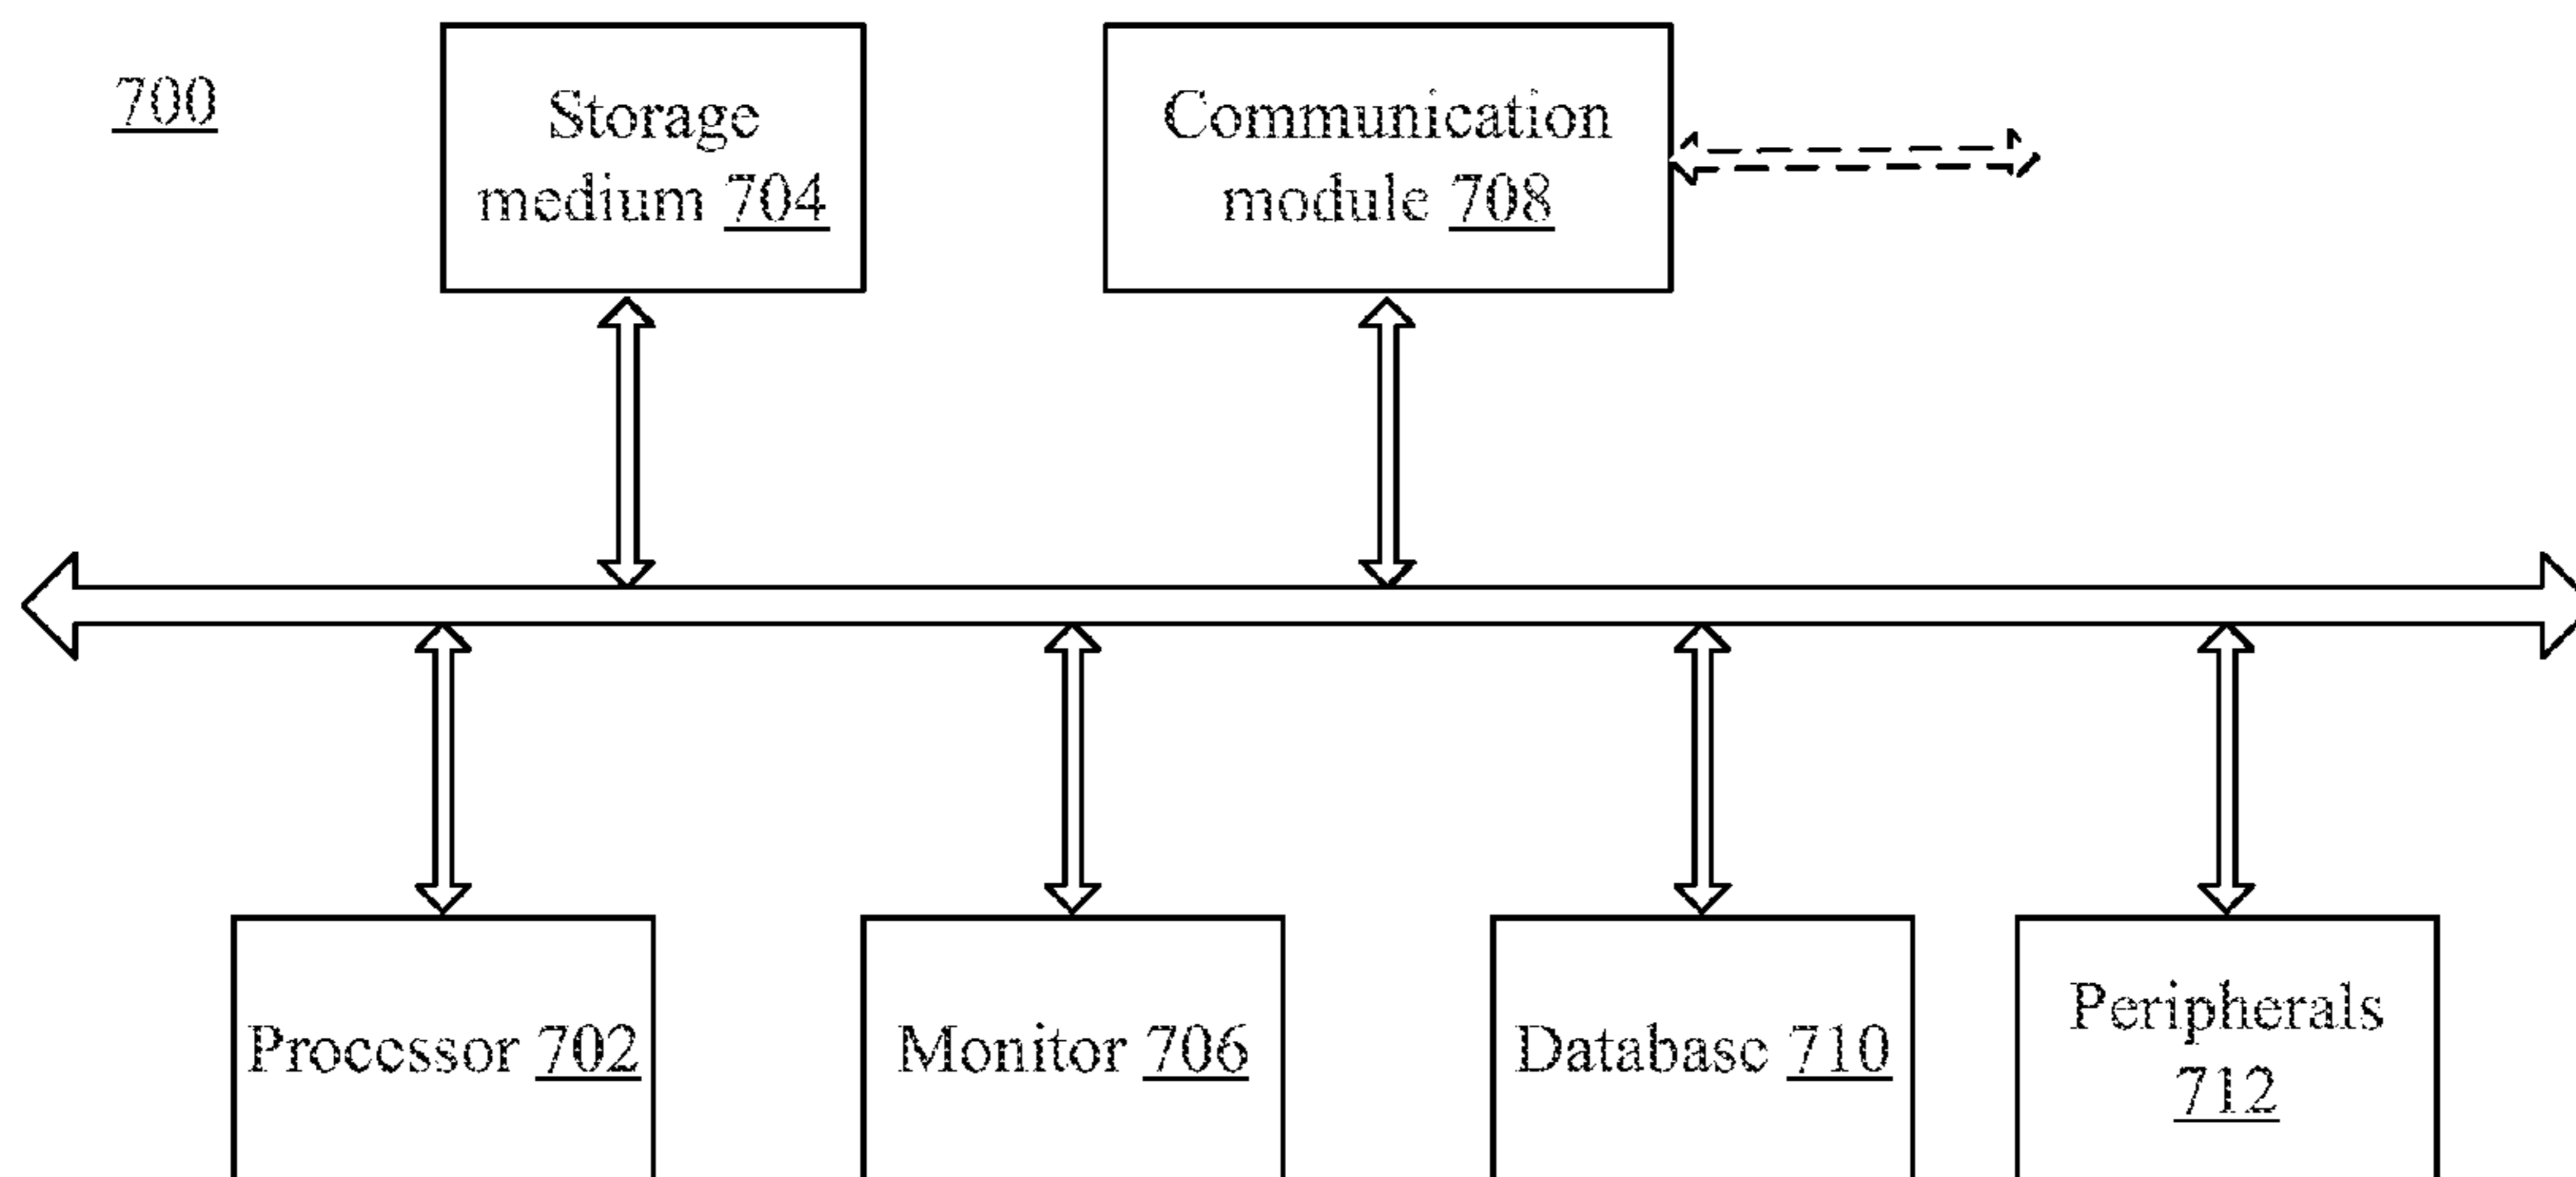 700
Storage
medium 704
Communication
module 708
Processor 702
Monitor 706
Database 710
Peripherals
712